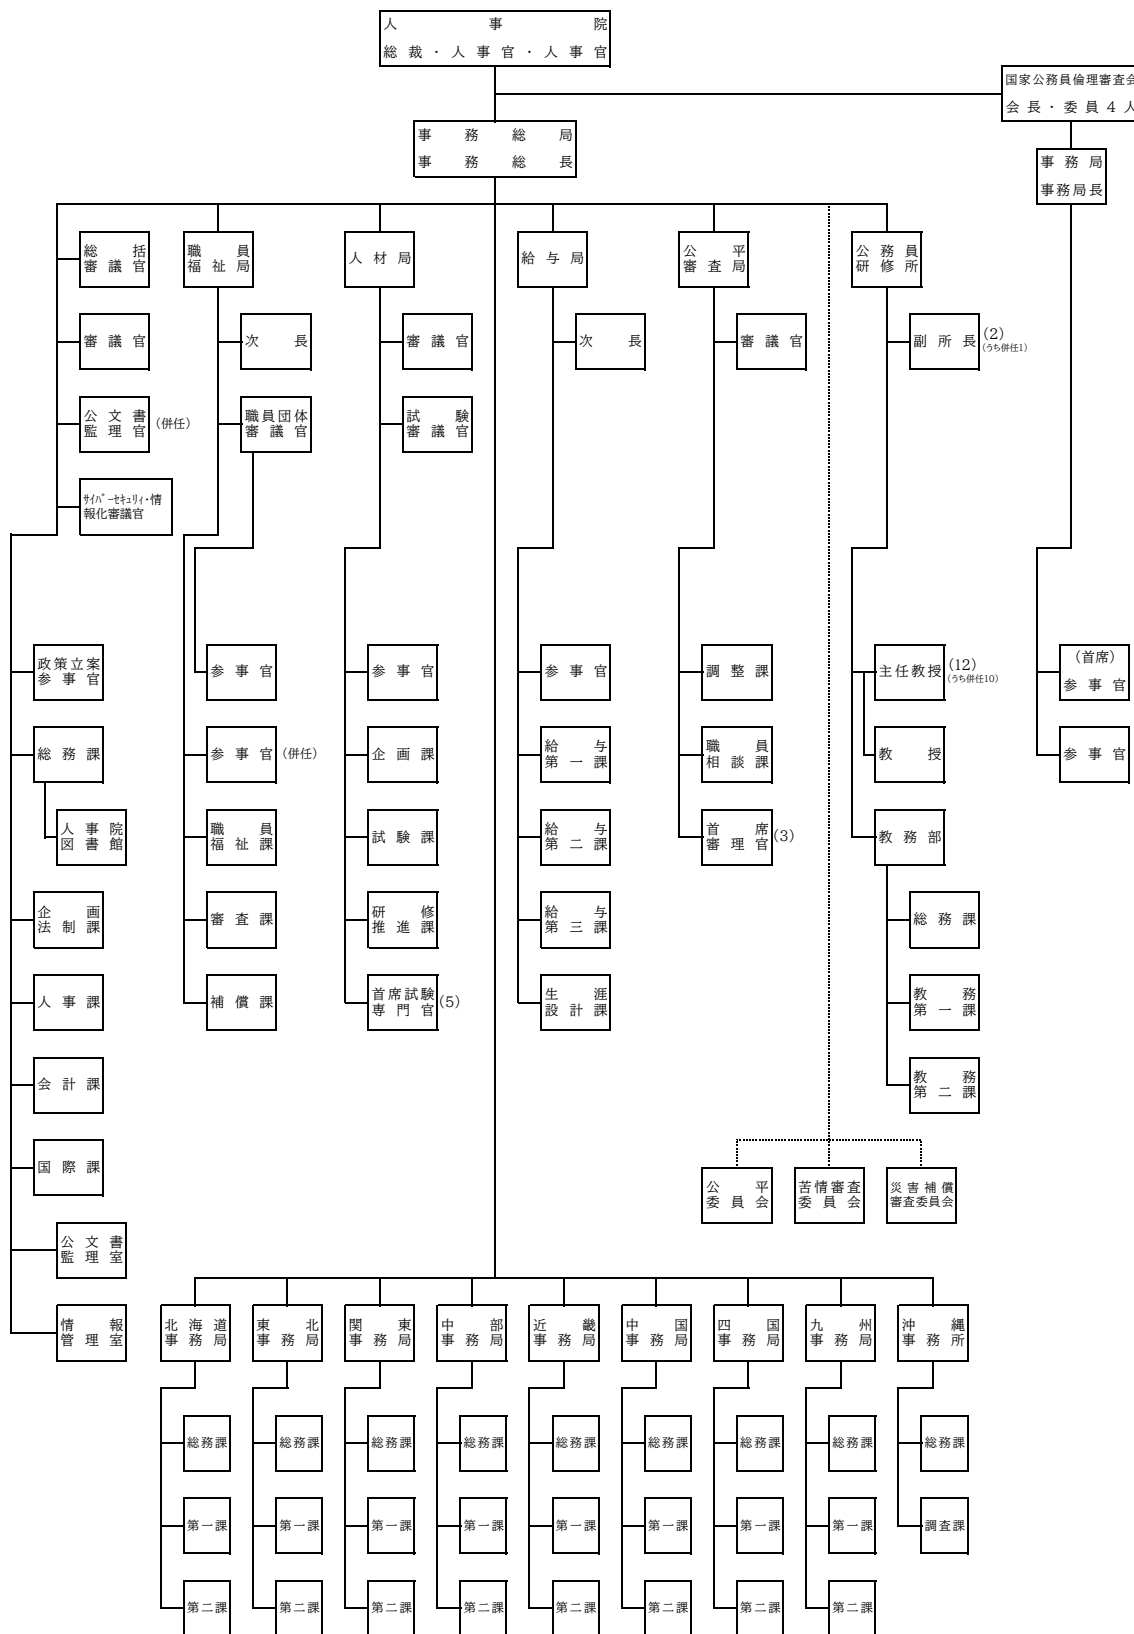 人事院
総裁・人事官・人事官
国家公務員倫理審査会
会長・委員4人
事務総局
事務総長
事務局
事務局長
総括
審議官
職員
福祉局
人材局
給与局
公平
審査局
公務員
研修所
審議官
次長
審議官
次長
審議官
副所長
(2)
(うち併任1)
公文書
監理官
(併任)
職員団体
審議官
試験
審議官
サイバーセキュリィ・情
報化審議官
政策立案
参事官
参事官
参事官
参事官
調整課
主任教授
(12)
(うち併任10)
(首席)
参事官
総務課
参事官
(併任)
企画課
給与
第一課
職員
相談課
教授
参事官
人事院
図書館
職員
福祉課
試験課
給与
第二課
首席
審理官
(3)
教務部
企画
法制課
審査課
研修
推進課
給与
第三課
総務課
人事課
補償課
首席試験
専門官
(5)
生涯
設計課
教務
第一課
会計課
教務
第二課
国際課
公平
委員会
苦情審査
委員会
災害補償
審査委員会
公文書
監理室
情報
管理室
北海道
事務局
東北
事務局
関東
事務局
中部
事務局
近畿
事務局
中国
事務局
四国
事務局
九州
事務局
沖縄
事務所
総務課
総務課
総務課
総務課
総務課
総務課
総務課
総務課
総務課
第一課
第一課
第一課
第一課
第一課
第一課
第一課
第一課
調査課
第二課
第二課
第二課
第二課
第二課
第二課
第二課
第二課